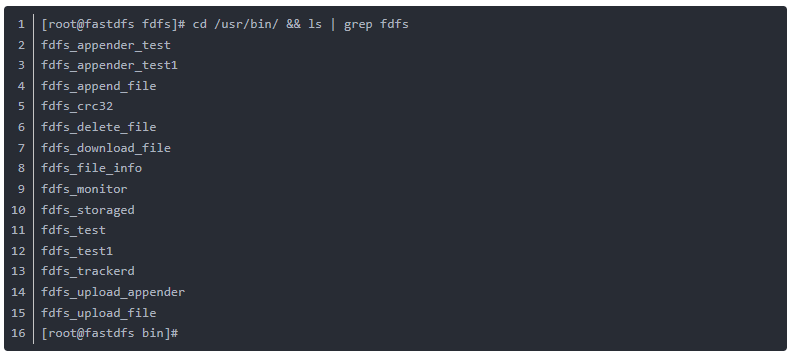 1 [root@fastdfs fdfs]# cd /usr/bin/ && ls | grep fdfs
2 fdfs_appender_test
3 fdfs_appender_test1
4 fdfs_append_file
5 fdfs_crc32
6 fdfs_delete_file
7 fdfs_download_file
8 fdfs_file_info
9 fdfs_monitor
10 fdfs_storaged
11 fdfs_test
12 fdfs_test1
13 fdfs_trackerd
14 fdfs_upload_appender
15 fdfs_upload_file
16 [root@fastdfs bin]#